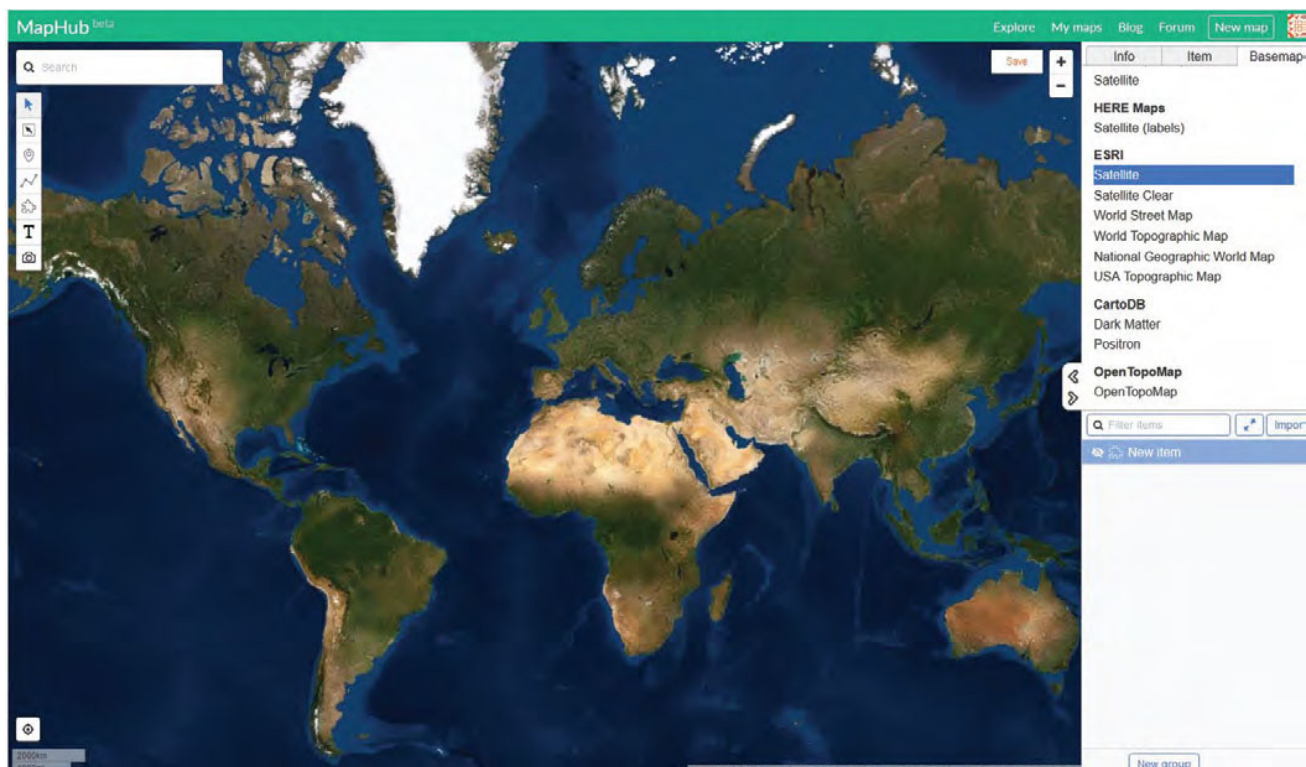 MapHub beta
Explore My maps Blog Forum New map
Search
Save
+
−
T
Info Item Basemap
Satellite
HERE Maps
Satellite (labels)
ESRI
Satellite
Satellite Clear
World Street Map
World Topographic Map
National Geographic World Map
USA Topographic Map
CartoDB
Dark Matter
Positron
OpenTopoMap
OpenTopoMap
Filter items Import
New item
2000km
New group